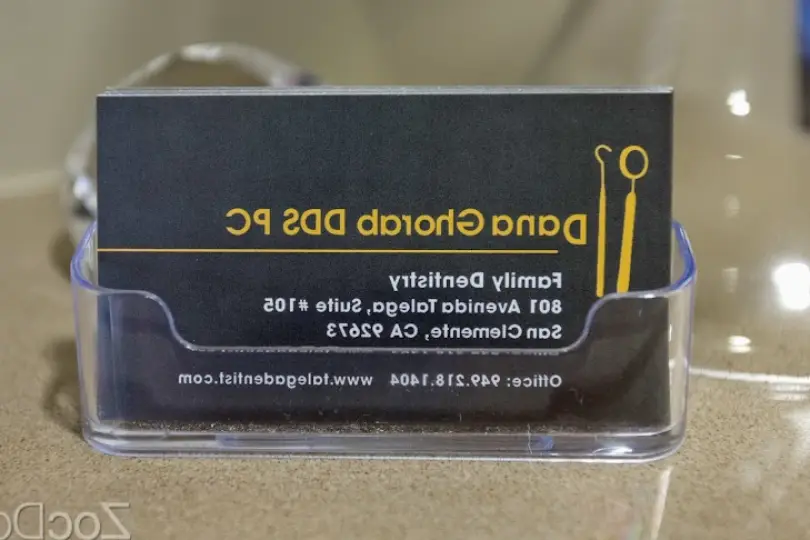 Dana Ghorab DDS PC
Family Dentistry
801 Avenida Talega, Suite #105
San Clemente, CA 92673
Office: 949.218.1404 www.talegadentist.com
ZocDo